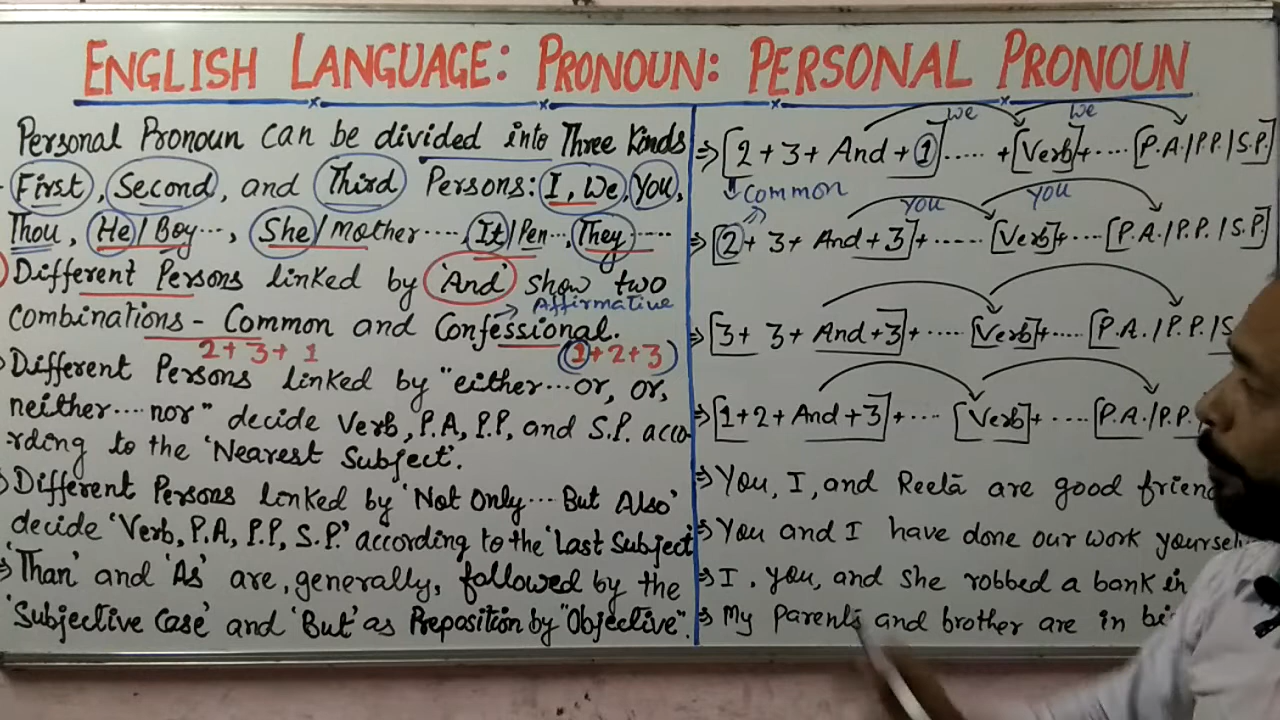 ENGLISH LANGUAGE: PRONOUN: PERSONAL PRONOUN
Personal Pronoun can be divided into Three Kinds
First, Second, and Third Persons: I, We, You,
Thou, He/Boy..., She/Mother...., It/Pen..., They.....
Different Persons linked by 'And' show two
Affirmative
combinations - Common and Confessional.
2+3+1 (1+2+3)
Different Persons linked by "either...or, or,
neither....nor" decide Verb, P.A, P.P, and S.P. acco-
rding to the 'Nearest Subject'.
Different Persons linked by 'Not Only...But Also'
decide 'Verb, P.A, P.P, S.P.' according to the 'Last Subject
'Than' and 'As' are, generally, followed by the
'Subjective Case' and 'But' as Preposition by "Objective".
We We
⇒ [2+3+And+1]..... +[Verb]+....[P.A./P.P./S.P.]
Common
You You
⇒ [2+3+And+3]+......[Verb]+....[P.A./P.P./S.P.]
⇒ [3+3+And+3]+......[Verb]+....[P.A./P.P./S
⇒ [1+2+And+3]+....[Verb]+.....[P.A./P.P.
⇒ You, I, and Reeta are good friend
⇒ You and I have done our work yoursel
⇒ I, you, and she robbed a bank in
⇒ My parents and brother are in